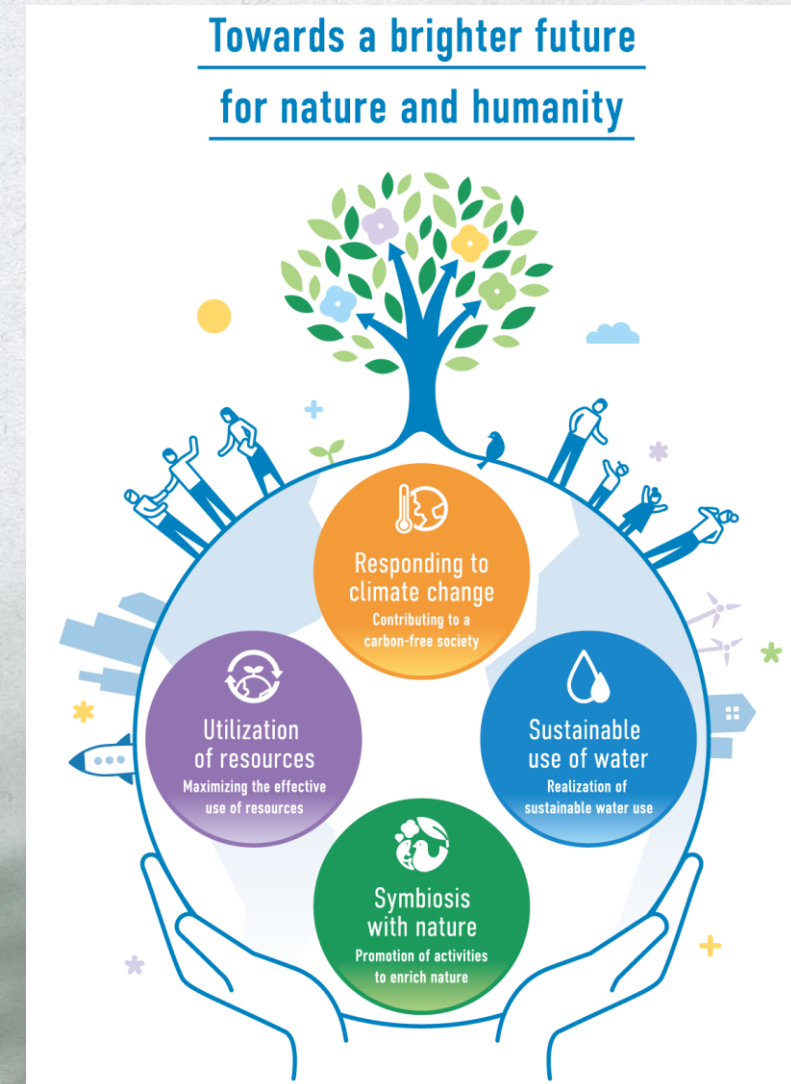 Towards a brighter future
for nature and humanity
Responding to
climate change
Contributing to a
carbon-free society
Utilization
of resources
Maximizing the effective
use of resources
Sustainable
use of water
Realization of
sustainable water use
Symbiosis
with nature
Promotion of activities
to enrich nature